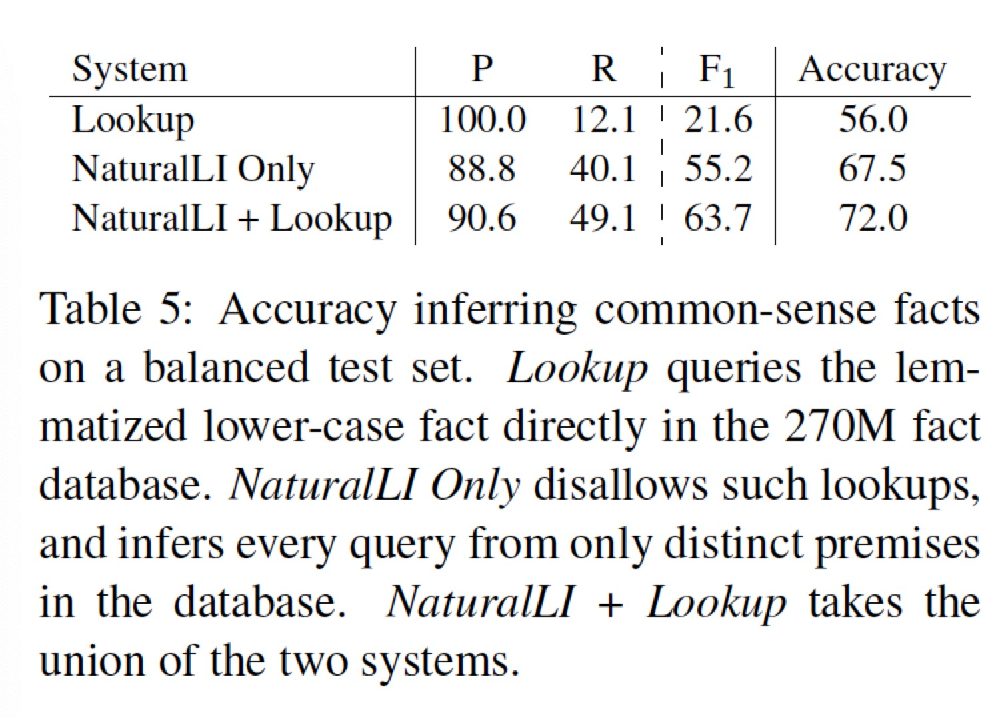 System P R F₁ Accuracy
Lookup 100.0 12.1 21.6 56.0
NaturalLI Only 88.8 40.1 55.2 67.5
NaturalLI + Lookup 90.6 49.1 63.7 72.0
Table 5: Accuracy inferring common-sense facts
on a balanced test set. Lookup queries the lem-
matized lower-case fact directly in the 270M fact
database. NaturalLI Only disallows such lookups,
and infers every query from only distinct premises
in the database. NaturalLI + Lookup takes the
union of the two systems.